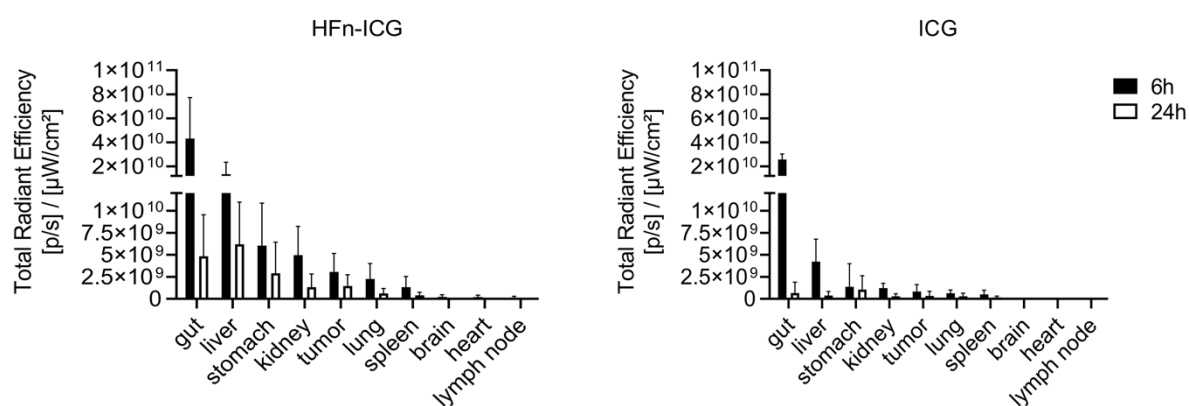 HFn-ICG
Total Radiant Efficiency
[p/s] / [µW/cm²]
1×10¹¹
8×10¹⁰
6×10¹⁰
4×10¹⁰
2×10¹⁰
1×10¹⁰
7.5×10⁹
5×10⁹
2.5×10⁹
0
gut
liver
stomach
kidney
tumor
lung
spleen
brain
heart
lymph node
ICG
Total Radiant Efficiency
[p/s] / [µW/cm²]
1×10¹¹
8×10¹⁰
6×10¹⁰
4×10¹⁰
2×10¹⁰
1×10¹⁰
7.5×10⁹
5×10⁹
2.5×10⁹
0
gut
liver
stomach
kidney
tumor
lung
spleen
brain
heart
lymph node
6h
24h